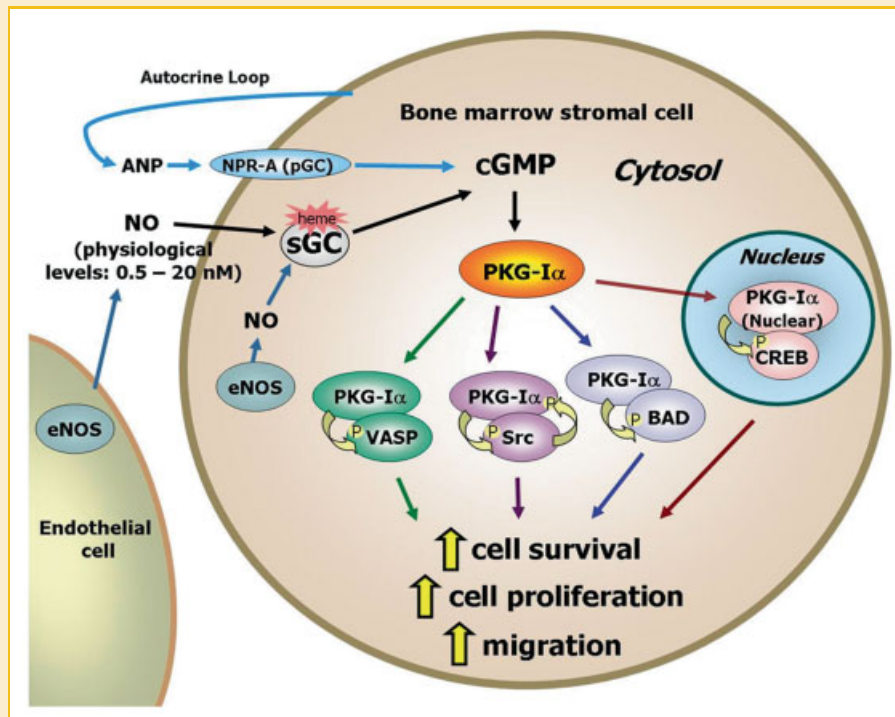 Autocrine Loop
Bone marrow stromal cell
ANP
NPR-A (pGC)
cGMP
Cytosol
NO
(physiological
levels: 0.5 – 20 nM)
heme
sGC
Nucleus
PKG-Iα
PKG-Iα
(Nuclear)
P
CREB
NO
eNOS
PKG-Iα
P
VASP
PKG-Iα
P
P
Src
PKG-Iα
P
BAD
eNOS
Endothelial
cell
cell survival
cell proliferation
migration